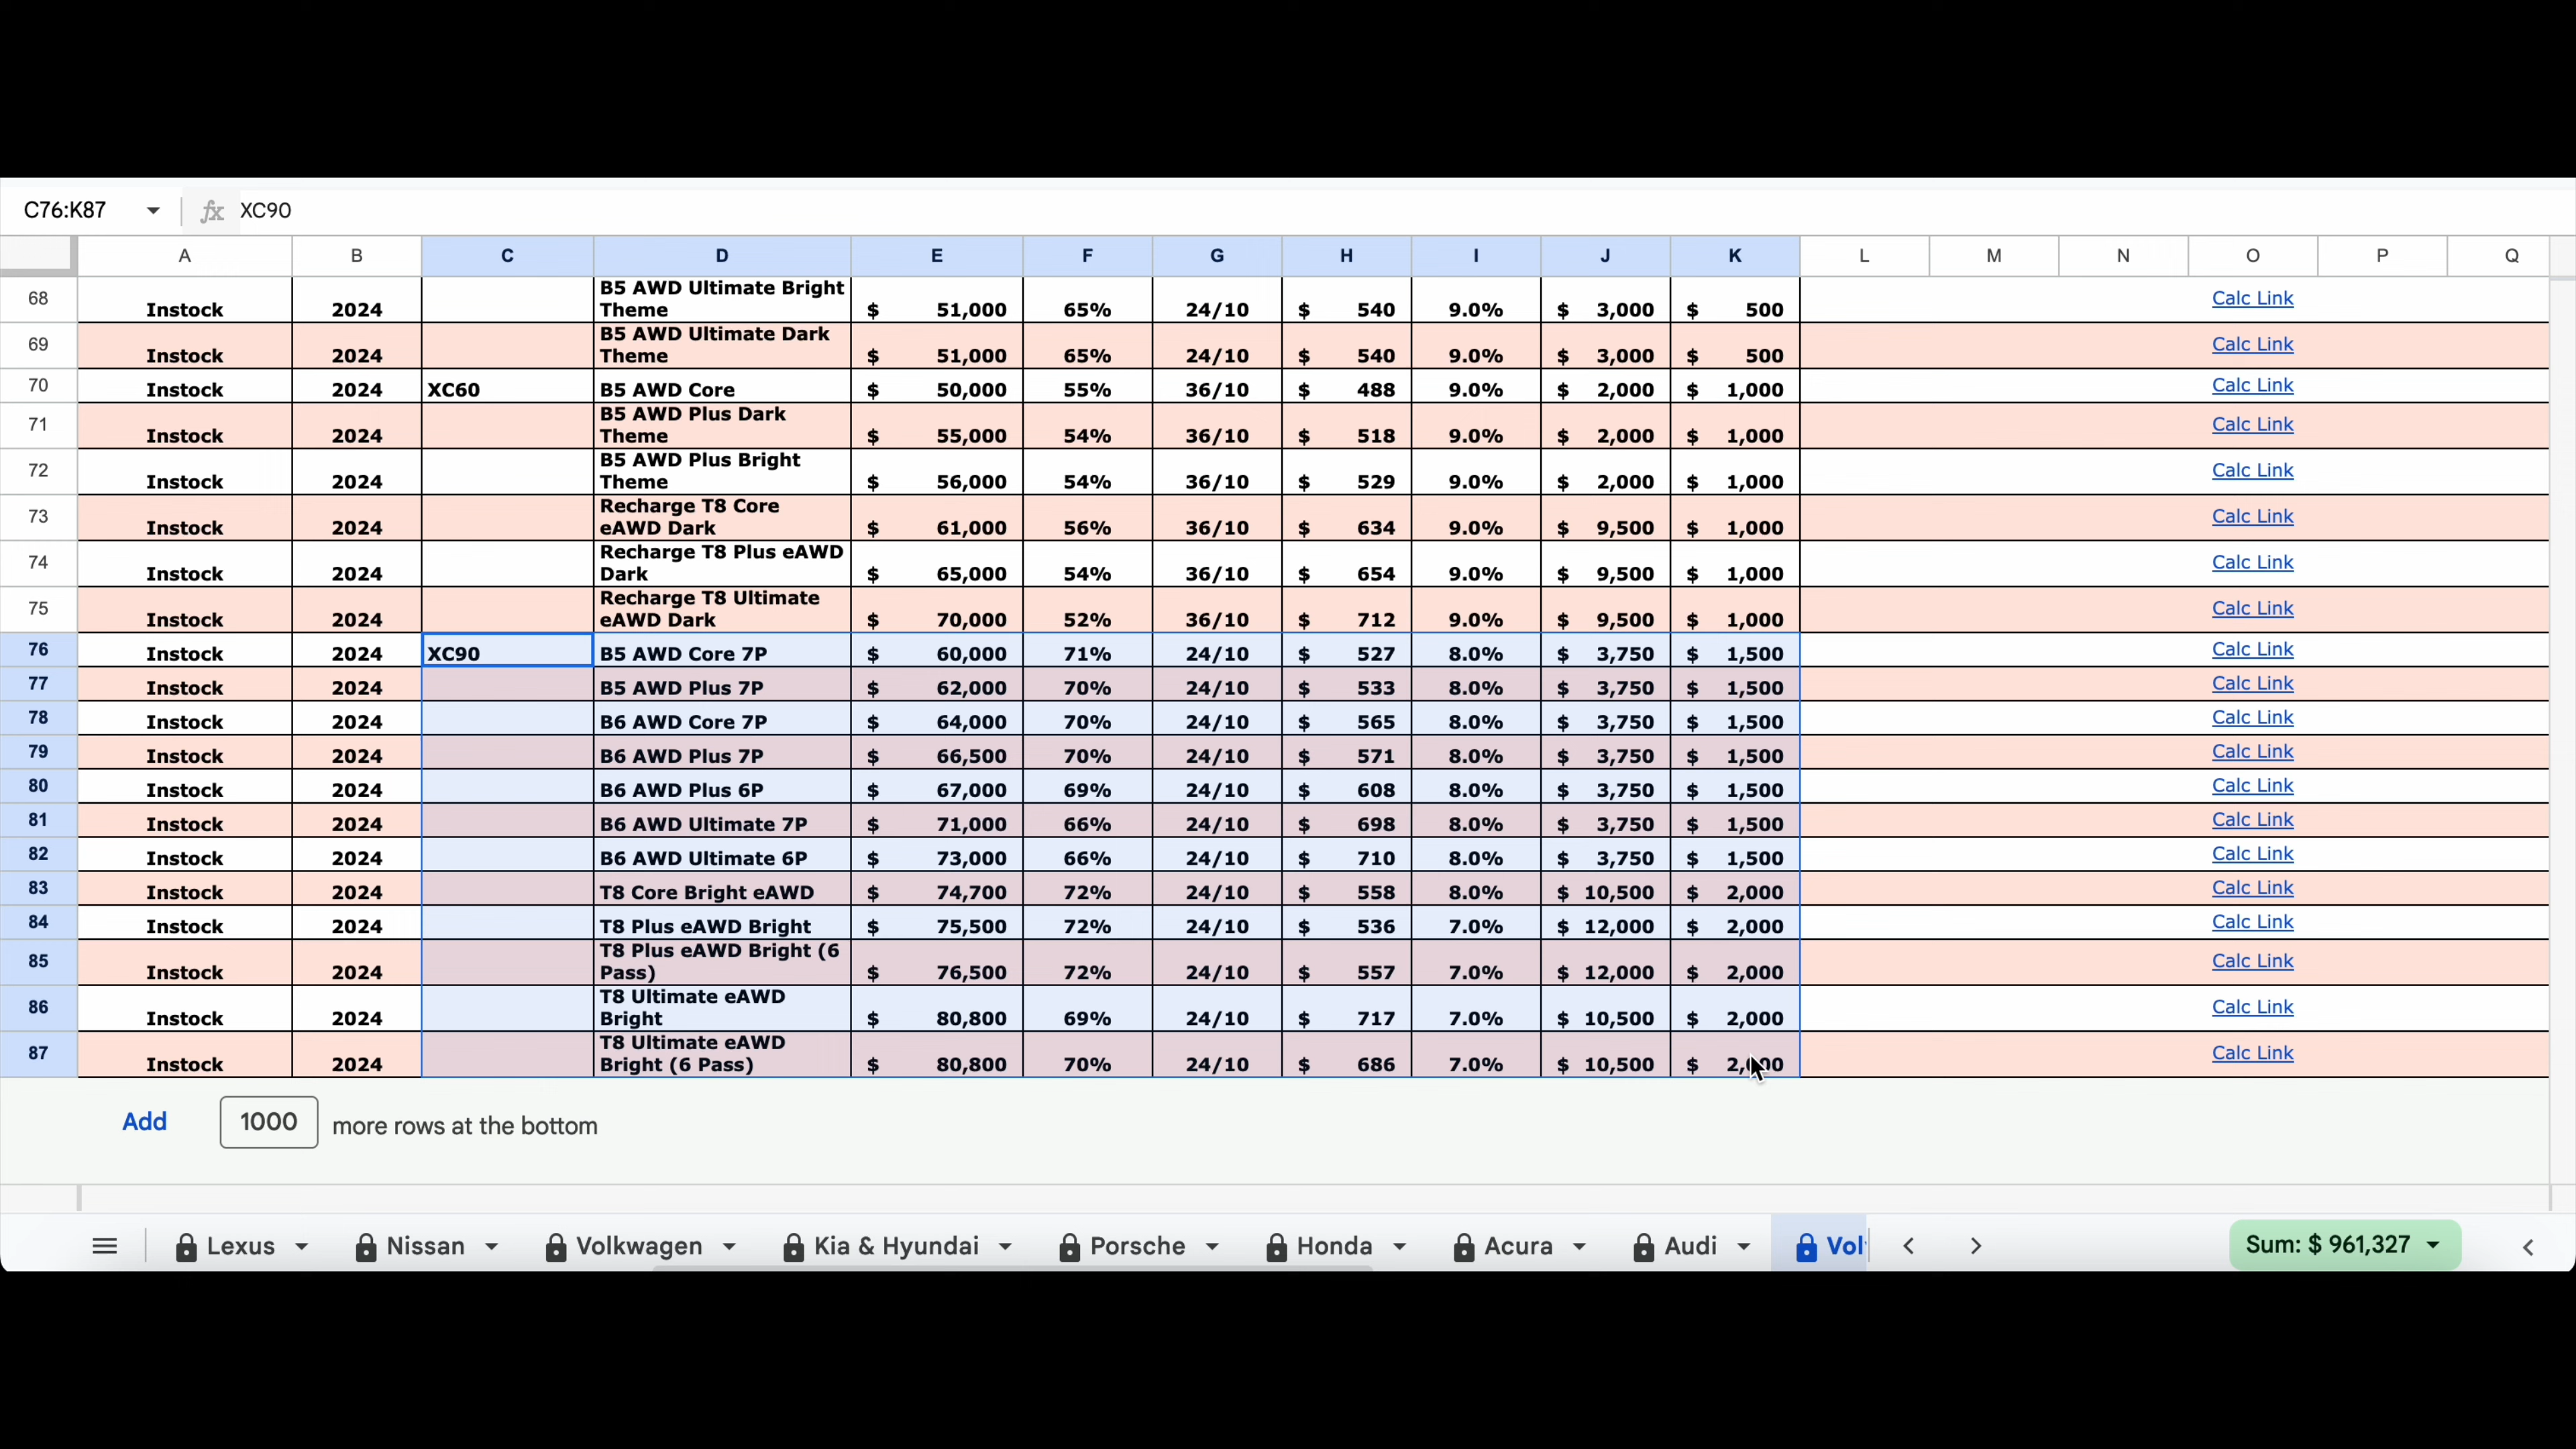 C76:K87 fx XC90
A B C D E F G H I J K L M N O P Q
68 Instock 2024 B5 AWD Ultimate Bright Theme $ 51,000 65% 24/10 $ 540 9.0% $ 3,000 $ 500 Calc Link
69 Instock 2024 B5 AWD Ultimate Dark Theme $ 51,000 65% 24/10 $ 540 9.0% $ 3,000 $ 500 Calc Link
70 Instock 2024 XC60 B5 AWD Core $ 50,000 55% 36/10 $ 488 9.0% $ 2,000 $ 1,000 Calc Link
71 Instock 2024 B5 AWD Plus Dark Theme $ 55,000 54% 36/10 $ 518 9.0% $ 2,000 $ 1,000 Calc Link
72 Instock 2024 B5 AWD Plus Bright Theme $ 56,000 54% 36/10 $ 529 9.0% $ 2,000 $ 1,000 Calc Link
73 Instock 2024 Recharge T8 Core eAWD Dark $ 61,000 56% 36/10 $ 634 9.0% $ 9,500 $ 1,000 Calc Link
74 Instock 2024 Recharge T8 Plus eAWD Dark $ 65,000 54% 36/10 $ 654 9.0% $ 9,500 $ 1,000 Calc Link
75 Instock 2024 Recharge T8 Ultimate eAWD Dark $ 70,000 52% 36/10 $ 712 9.0% $ 9,500 $ 1,000 Calc Link
76 Instock 2024 XC90 B5 AWD Core 7P $ 60,000 71% 24/10 $ 527 8.0% $ 3,750 $ 1,500 Calc Link
77 Instock 2024 B5 AWD Plus 7P $ 62,000 70% 24/10 $ 533 8.0% $ 3,750 $ 1,500 Calc Link
78 Instock 2024 B6 AWD Core 7P $ 64,000 70% 24/10 $ 565 8.0% $ 3,750 $ 1,500 Calc Link
79 Instock 2024 B6 AWD Plus 7P $ 66,500 70% 24/10 $ 571 8.0% $ 3,750 $ 1,500 Calc Link
80 Instock 2024 B6 AWD Plus 6P $ 67,000 69% 24/10 $ 608 8.0% $ 3,750 $ 1,500 Calc Link
81 Instock 2024 B6 AWD Ultimate 7P $ 71,000 66% 24/10 $ 698 8.0% $ 3,750 $ 1,500 Calc Link
82 Instock 2024 B6 AWD Ultimate 6P $ 73,000 66% 24/10 $ 710 8.0% $ 3,750 $ 1,500 Calc Link
83 Instock 2024 T8 Core Bright eAWD $ 74,700 72% 24/10 $ 558 8.0% $ 10,500 $ 2,000 Calc Link
84 Instock 2024 T8 Plus eAWD Bright $ 75,500 72% 24/10 $ 536 7.0% $ 12,000 $ 2,000 Calc Link
85 Instock 2024 T8 Plus eAWD Bright (6 Pass) $ 76,500 72% 24/10 $ 557 7.0% $ 12,000 $ 2,000 Calc Link
86 Instock 2024 T8 Ultimate eAWD Bright $ 80,800 69% 24/10 $ 717 7.0% $ 10,500 $ 2,000 Calc Link
87 Instock 2024 T8 Ultimate eAWD Bright (6 Pass) $ 80,800 70% 24/10 $ 686 7.0% $ 10,500 $ 2,000 Calc Link
Add 1000 more rows at the bottom
Lexus Nissan Volkwagen Kia & Hyundai Porsche Honda Acura Audi Vol Sum: $ 961,327